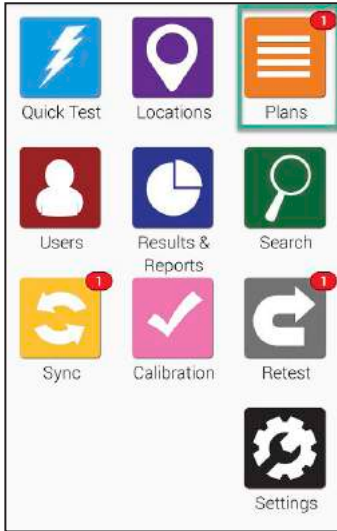 1
Quick Test
Locations
Plans
Users
Results &
Reports
Search
1
1
Sync
Calibration
Retest
Settings